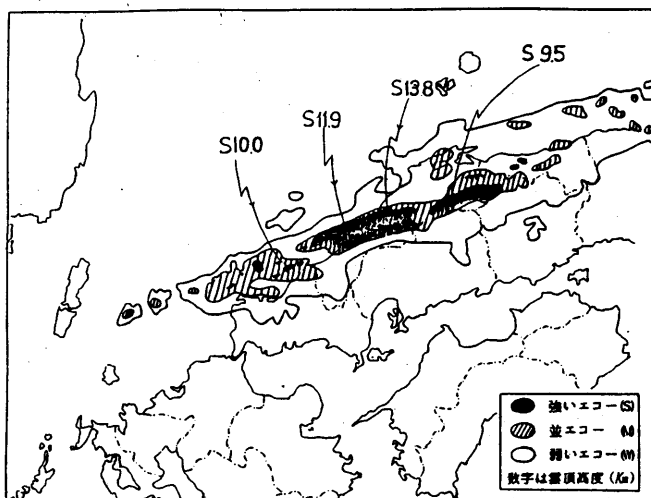 S9.5
S13.8
S11.9
S10.0
強いエコー(S)
並エコー (N)
弱いエコー(W)
数字は雲頂高度 (Km)